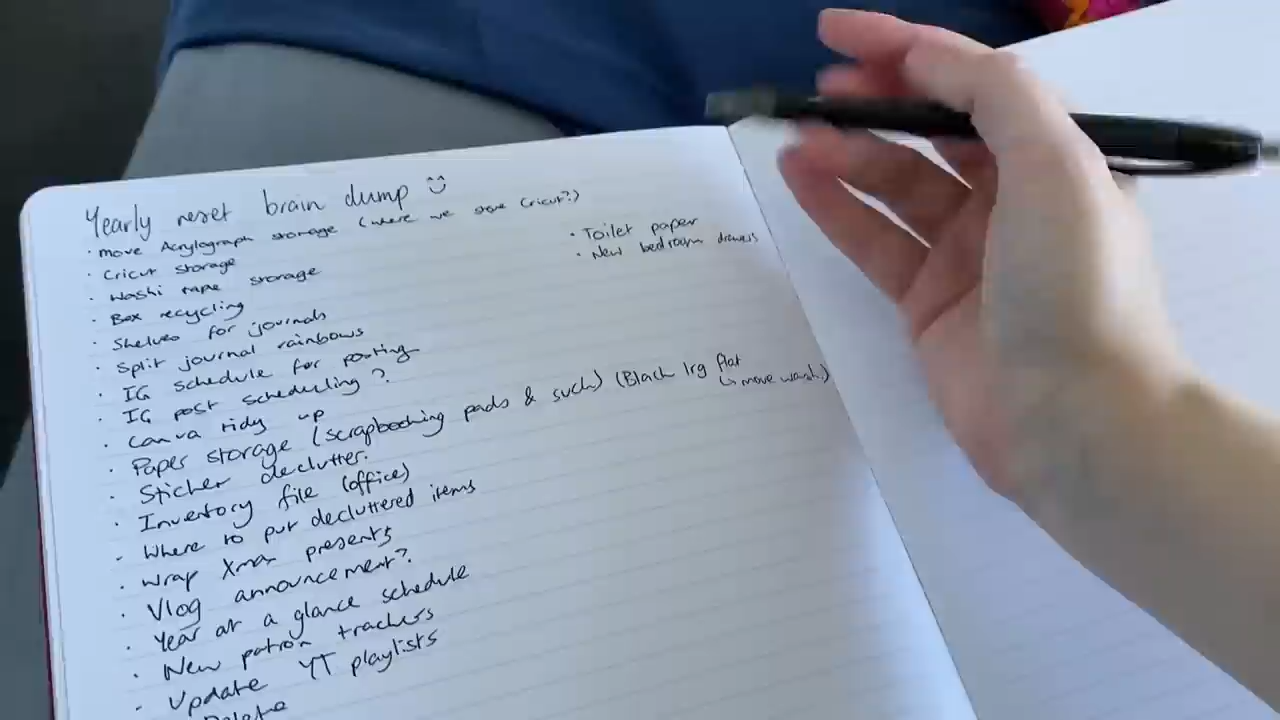 Yearly reset brain dump
• move Acrylograph storage (where we store Cricut?)
• Cricut storage
• Washi tape storage
• Box recycling
• Shelves for journals
• Split journal rainbows
• IG schedule for posting
• IG post scheduling?
• Canva tidy up
• Paper storage (scrapbooking pads & such) (Black lrg flat
↳ move wash.)
• Sticker declutter.
• Inventory file (office)
• Where to put decluttered items
• Wrap Xmas presents
• Vlog announcement?
• Year at a glance schedule
• New patron trackers
• Update YT playlists
Delete
• Toilet paper
• New bedroom drawers